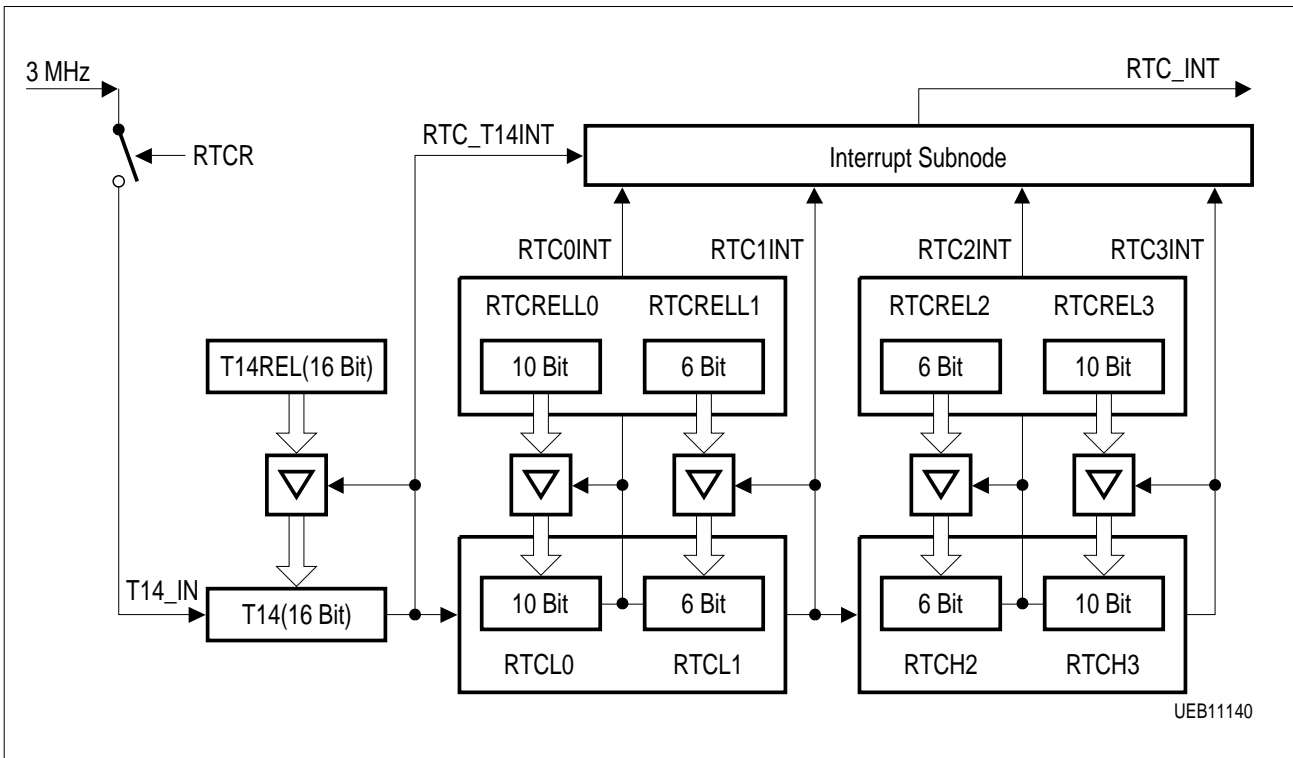 3 MHz
RTC_INT
RTC_T14INT
RTCR
Interrupt Subnode
RTC0INT
RTC1INT
RTC2INT
RTC3INT
RTCRELL0
RTCRELL1
RTCREL2
RTCREL3
T14REL(16 Bit)
10 Bit
6 Bit
6 Bit
10 Bit
T14_IN
T14(16 Bit)
10 Bit
6 Bit
6 Bit
10 Bit
RTCL0
RTCL1
RTCH2
RTCH3
UEB11140